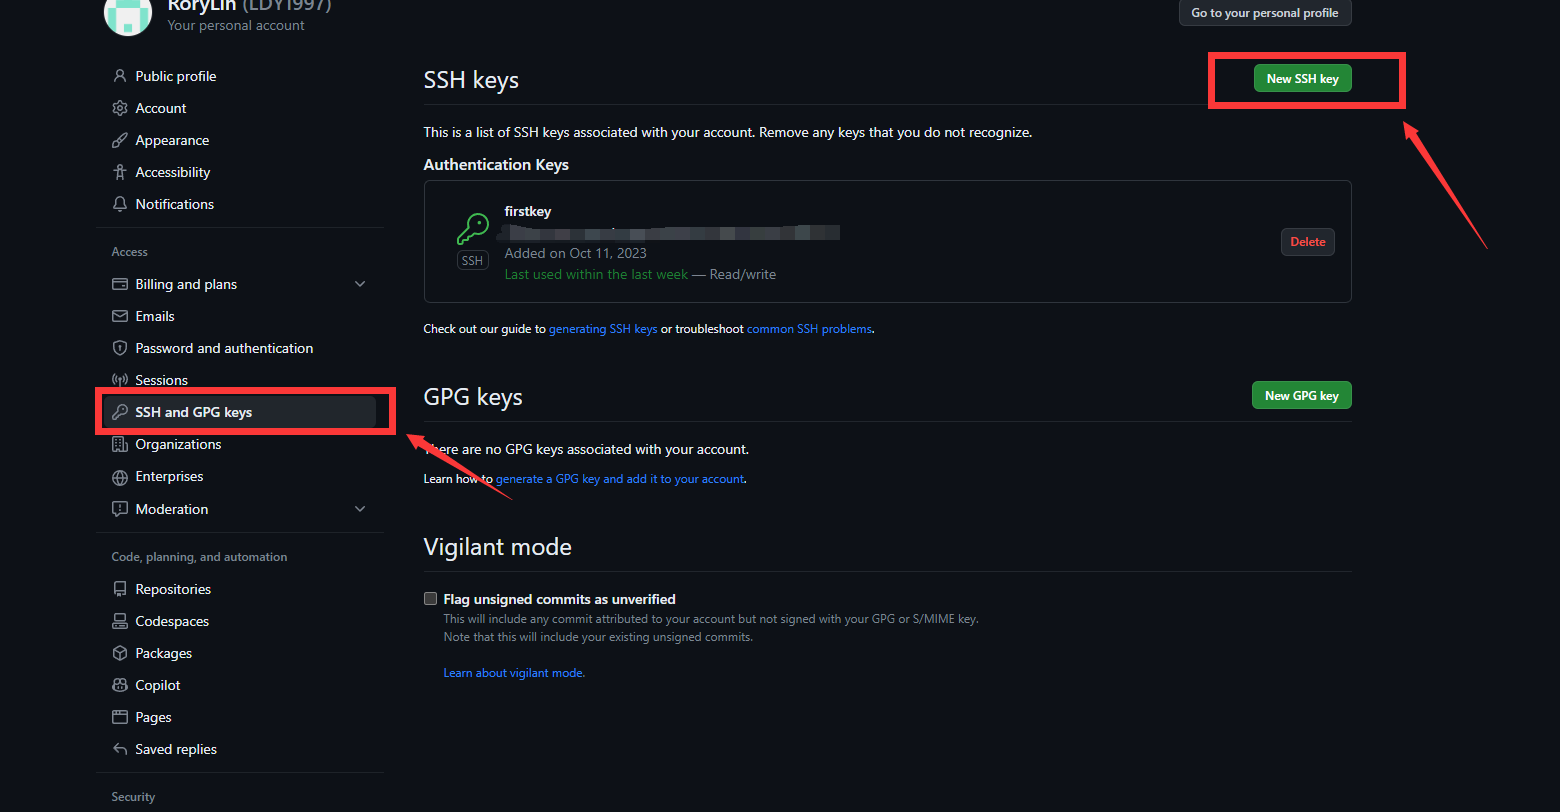 RoryLin (LDY1997)
Your personal account
Go to your personal profile
Public profile
Account
Appearance
Accessibility
Notifications
Access
Billing and plans
Emails
Password and authentication
Sessions
SSH and GPG keys
Organizations
Enterprises
Moderation
Code, planning, and automation
Repositories
Codespaces
Packages
Copilot
Pages
Saved replies
Security
SSH keys
New SSH key
This is a list of SSH keys associated with your account. Remove any keys that you do not recognize.
Authentication Keys
firstkey
SSH
Added on Oct 11, 2023
Last used within the last week — Read/write
Delete
Check out our guide to generating SSH keys or troubleshoot common SSH problems.
GPG keys
New GPG key
There are no GPG keys associated with your account.
Learn how to generate a GPG key and add it to your account.
Vigilant mode
Flag unsigned commits as unverified
This will include any commit attributed to your account but not signed with your GPG or S/MIME key.
Note that this will include your existing unsigned commits.
Learn about vigilant mode.